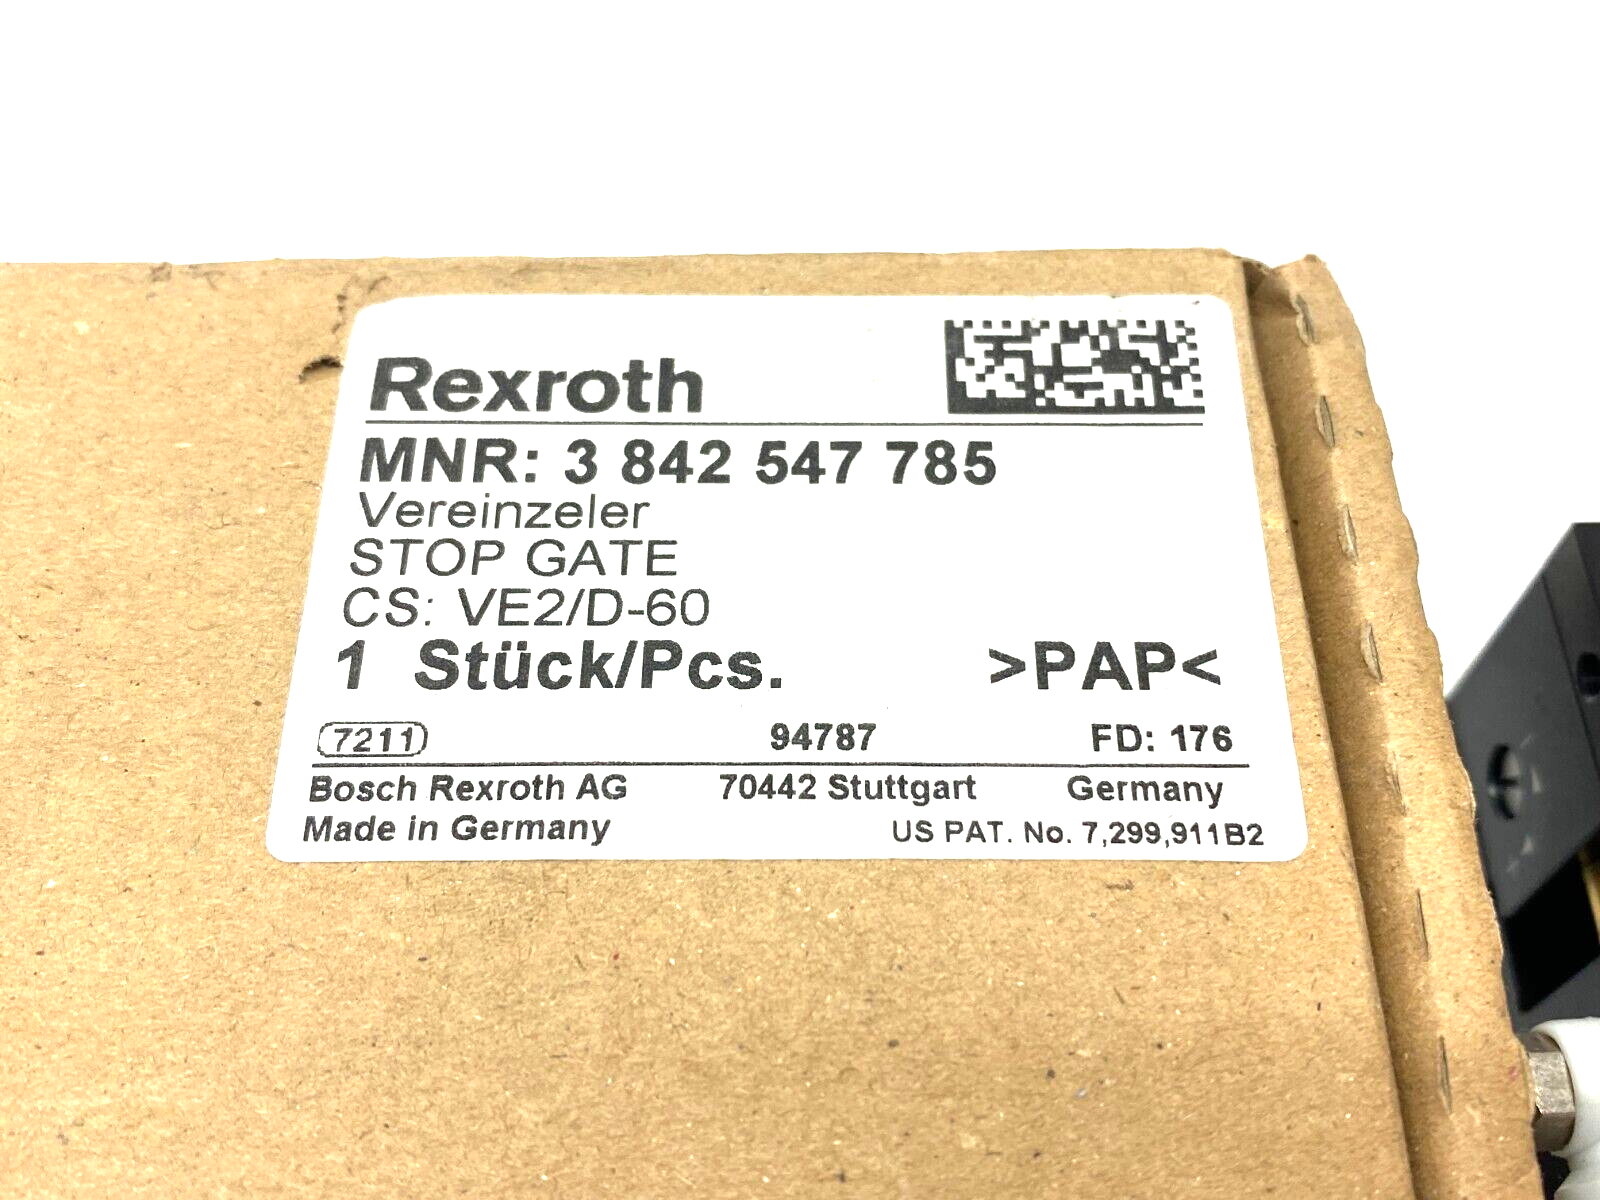 Rexroth
MNR: 3 842 547 785
Vereinzeler
STOP GATE
CS: VE2/D-60
1 Stück/Pcs. >PAP<
7211 94787 FD: 176
Bosch Rexroth AG 70442 Stuttgart Germany
Made in Germany US PAT. No. 7,299,911B2